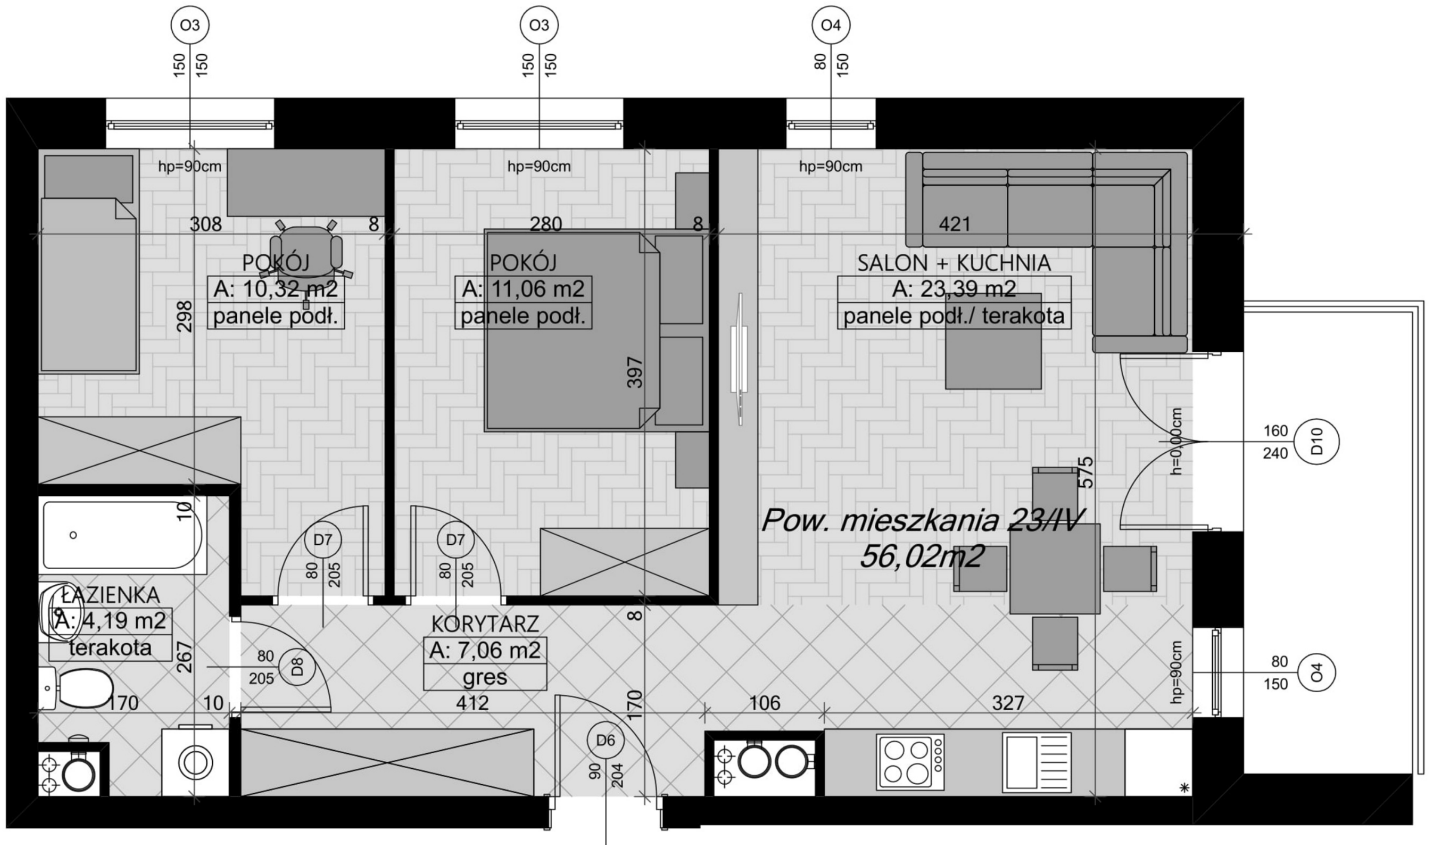 O3
150
150
O3
150
150
O4
80
150
hp=90cm
hp=90cm
hp=90cm
308
8
280
8
421
POKÓJ
A: 10,32 m2
panele podł.
POKÓJ
A: 11,06 m2
panele podł.
SALON + KUCHNIA
A: 23,39 m2
panele podł./ terakota
298
397
575
h=0,00cm
160
240
D10
Pow. mieszkania 23/IV
56,02m2
10
D7
80
205
D7
80
205
ŁAZIENKA
A: 4,19 m2
terakota
267
80
205
D8
KORYTARZ
A: 7,06 m2
gres
8
170
hp=90cm
80
150
O4
170
10
412
106
327
D6
90
204